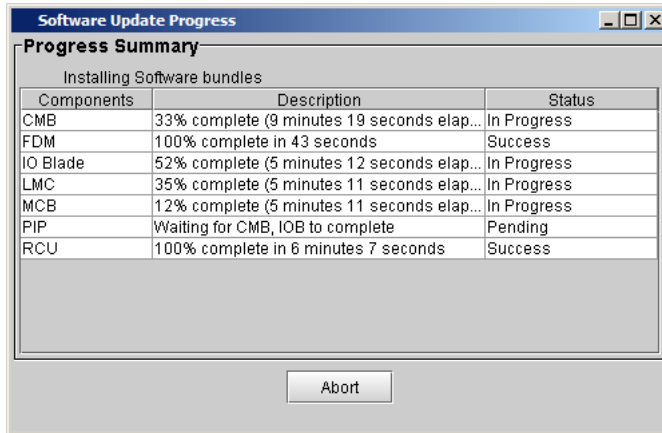 Software Update Progress
Progress Summary
Installing Software bundles
Components Description Status
CMB 33% complete (9 minutes 19 seconds elap... In Progress
FDM 100% complete in 43 seconds Success
IO Blade 52% complete (5 minutes 12 seconds elap... In Progress
LMC 35% complete (5 minutes 11 seconds elap... In Progress
MCB 12% complete (5 minutes 11 seconds elap... In Progress
PIP Waiting for CMB, IOB to complete Pending
RCU 100% complete in 6 minutes 7 seconds Success
Abort